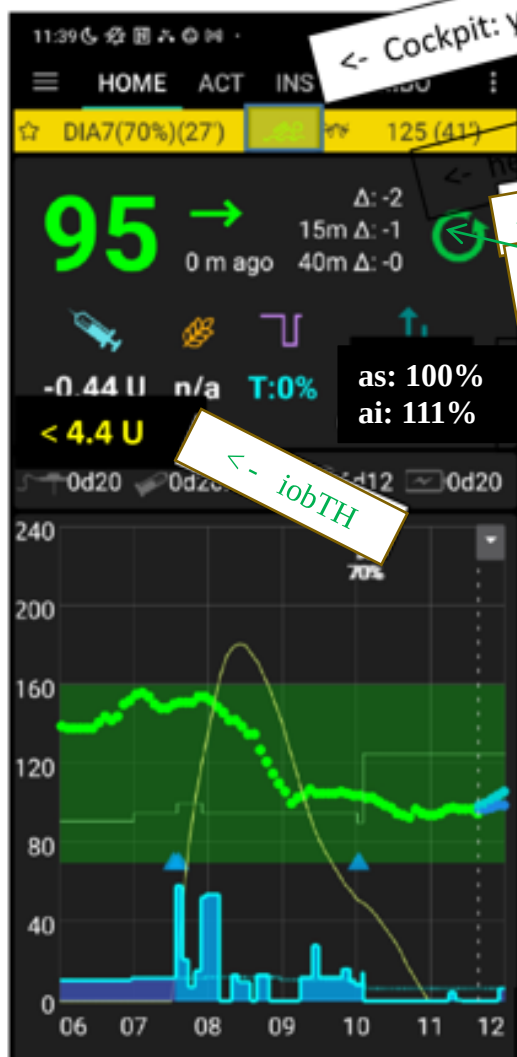 11:39
<- Cockpit: y
HOME ACT INS
DIA7(70%)(27') 125 (41')
<- he
95
Δ: -2
15m Δ: -1
0 m ago 40m Δ: -0
-0.44 U n/a T:0%
as: 100%
ai: 111%
< 4.4 U
<- iobTH
0d20 0d20 d12 0d20
240
70%
200
160
120
80
40
0
06 07 08 09 10 11 12